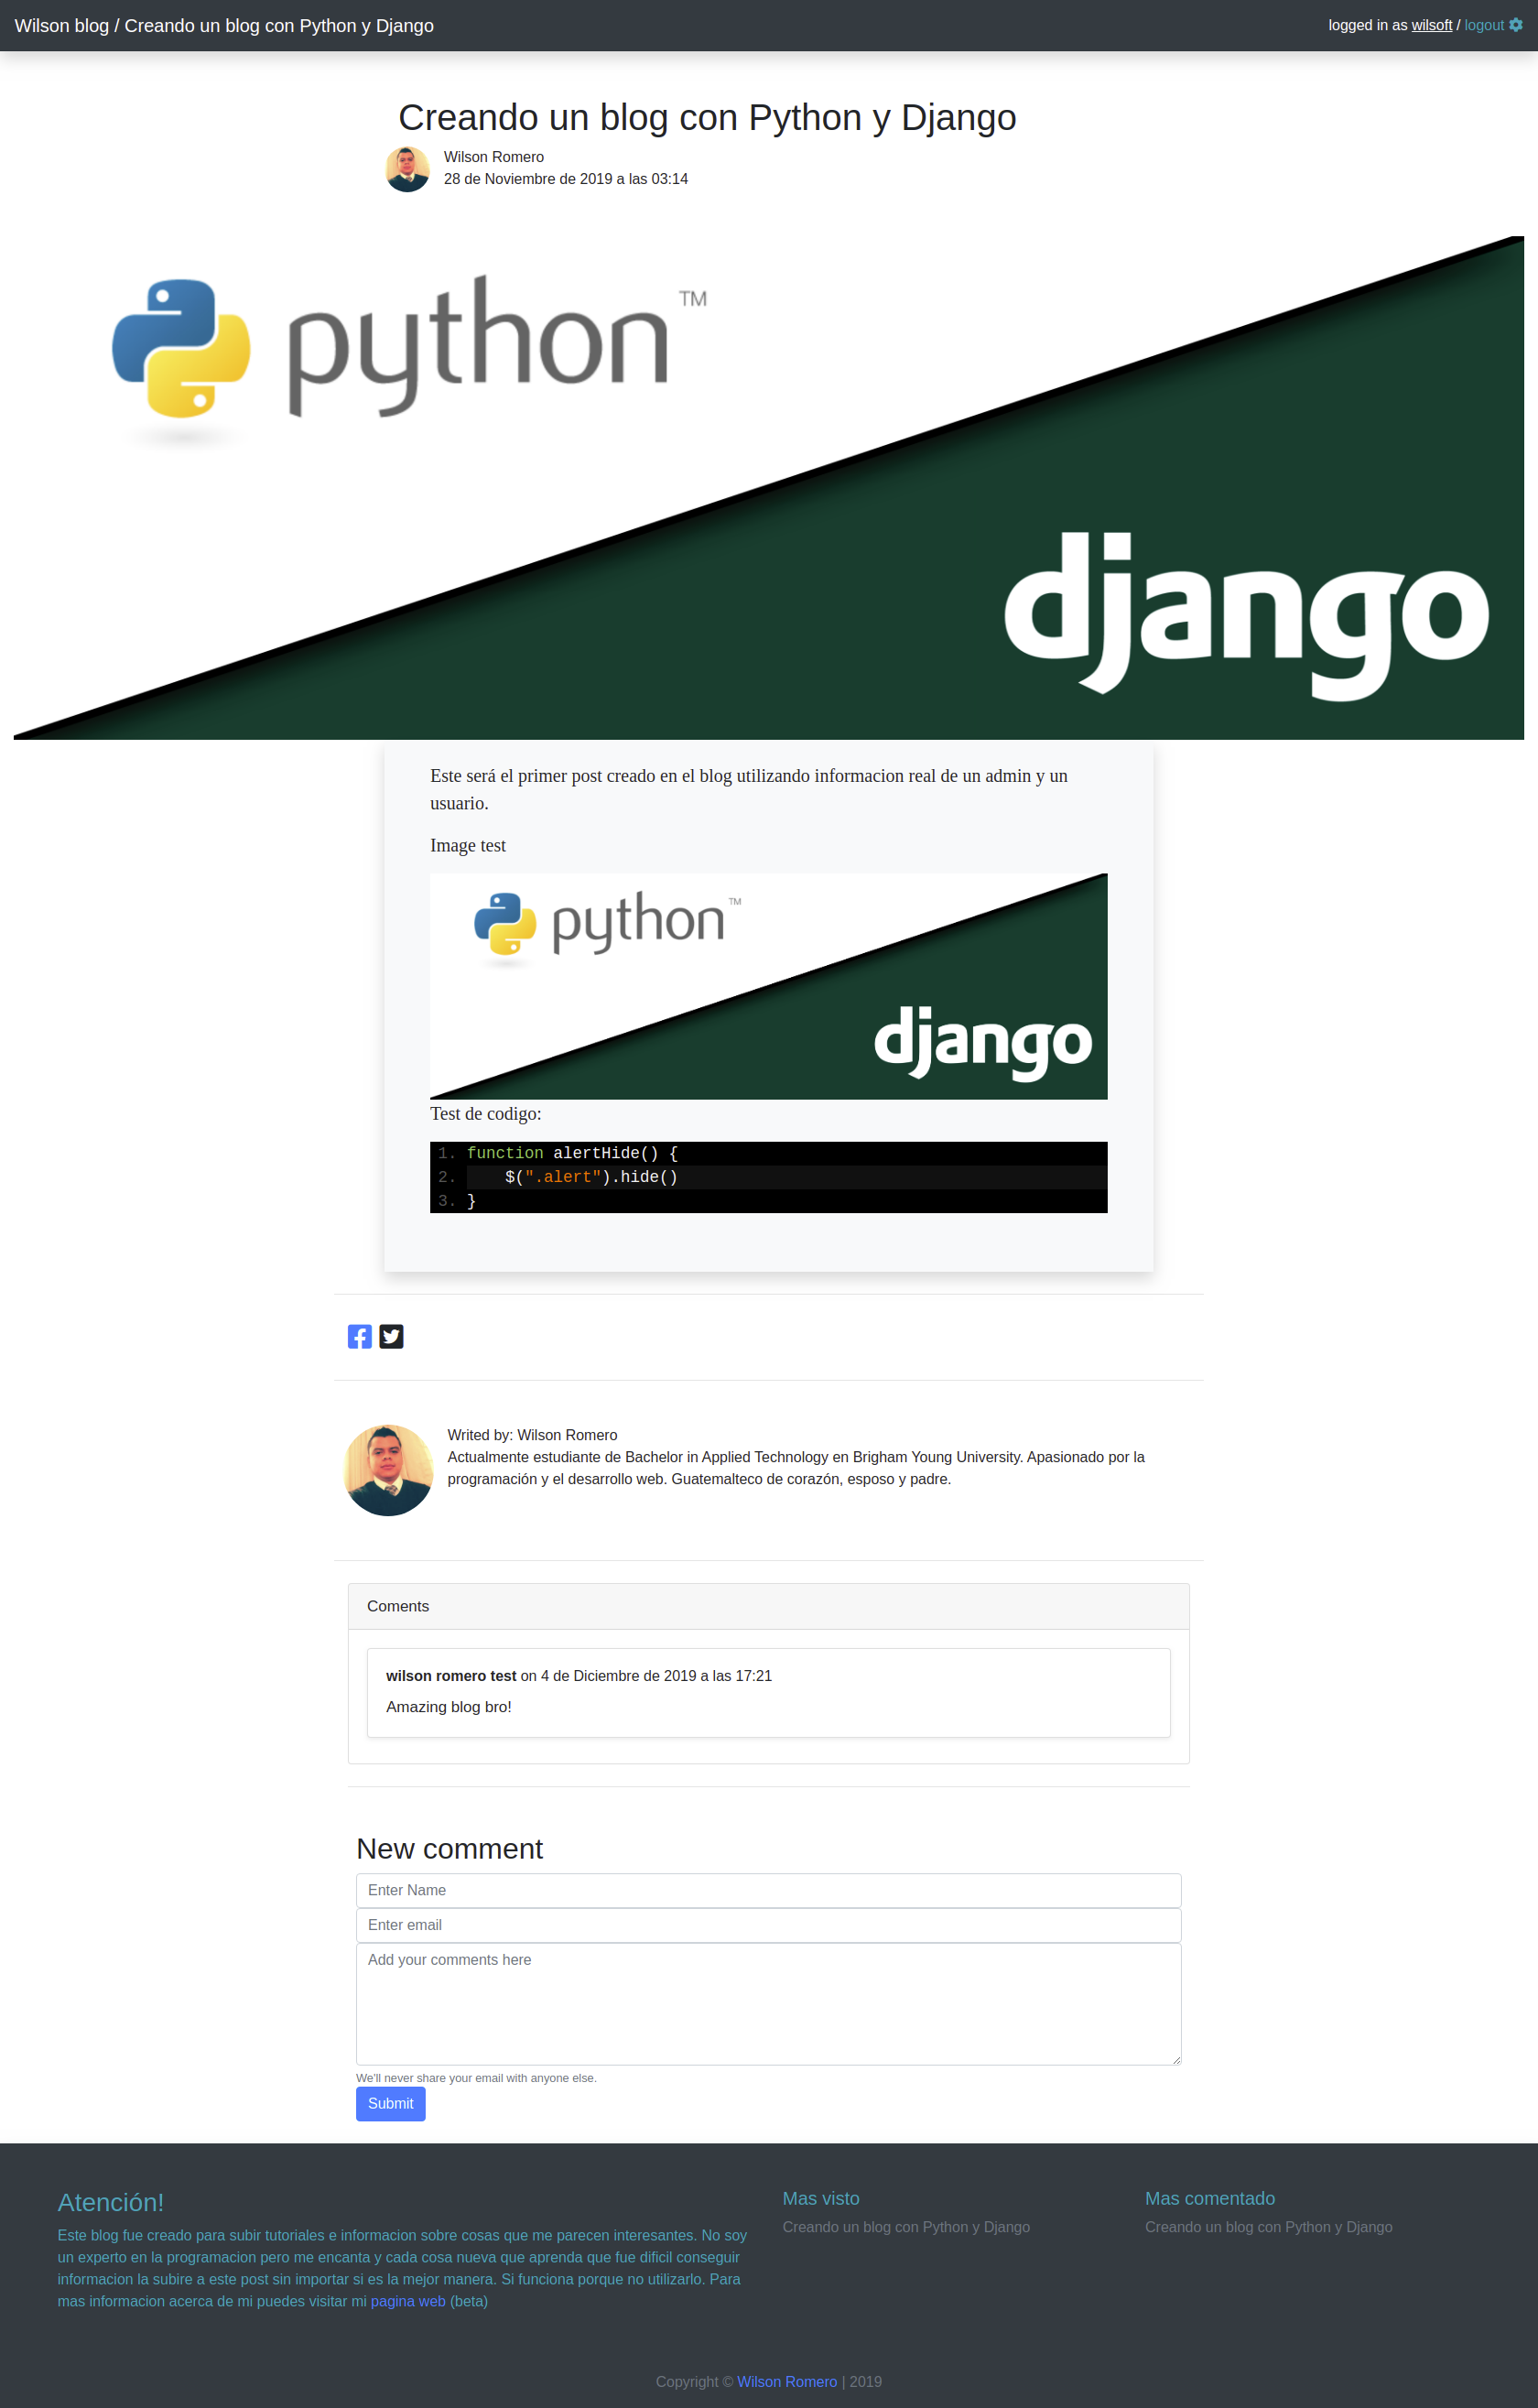 Wilson blog / Creando un blog con Python y Django
logged in as wilsoft / logout
Creando un blog con Python y Django
Wilson Romero
28 de Noviembre de 2019 a las 03:14
python TM
django
Este será el primer post creado en el blog utilizando informacion real de un admin y un
usuario.
Image test
python TM
django
Test de codigo:
1. function alertHide() {
2.     $(".alert").hide()
3. }
Writed by: Wilson Romero
Actualmente estudiante de Bachelor in Applied Technology en Brigham Young University. Apasionado por la
programación y el desarrollo web. Guatemalteco de corazón, esposo y padre.
Coments
wilson romero test on 4 de Diciembre de 2019 a las 17:21
Amazing blog bro!
New comment
Enter Name
Enter email
Add your comments here
We'll never share your email with anyone else.
Submit
Atención!
Este blog fue creado para subir tutoriales e informacion sobre cosas que me parecen interesantes. No soy
un experto en la programacion pero me encanta y cada cosa nueva que aprenda que fue dificil conseguir
informacion la subire a este post sin importar si es la mejor manera. Si funciona porque no utilizarlo. Para
mas informacion acerca de mi puedes visitar mi pagina web (beta)
Mas visto
Creando un blog con Python y Django
Mas comentado
Creando un blog con Python y Django
Copyright © Wilson Romero | 2019